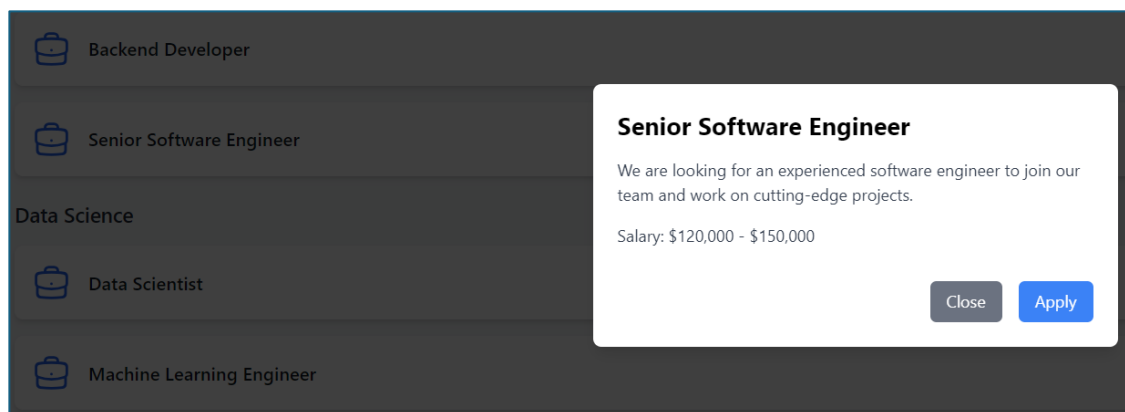 Backend Developer
Senior Software Engineer
Data Science
Data Scientist
Machine Learning Engineer
Senior Software Engineer
We are looking for an experienced software engineer to join our
team and work on cutting-edge projects.
Salary: $120,000 - $150,000
Close Apply